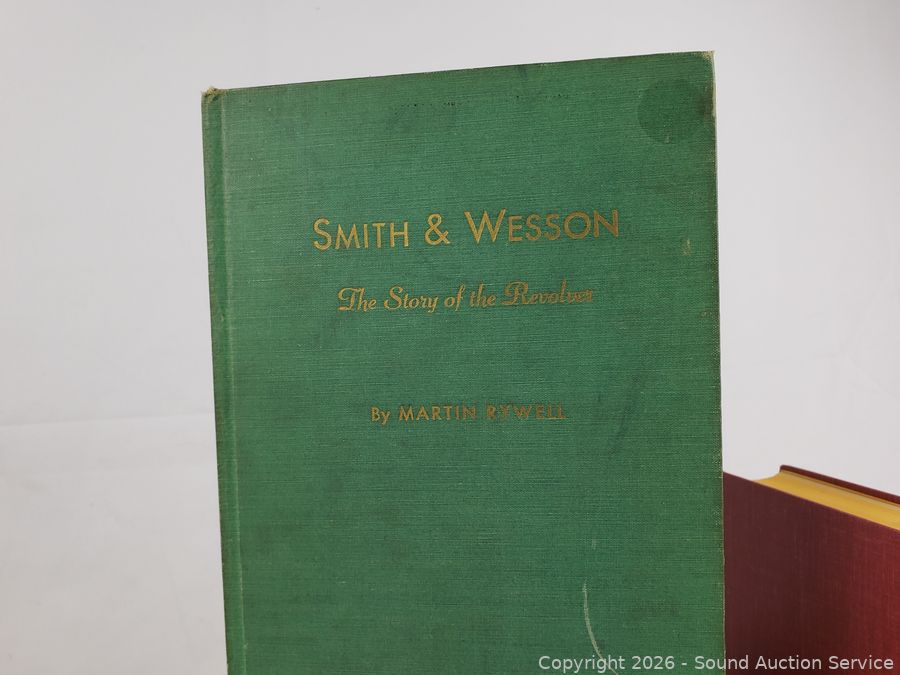 SMITH & WESSON
The Story of the Revolver
By MARTIN RYWELL
Copyright 2026 - Sound Auction Service